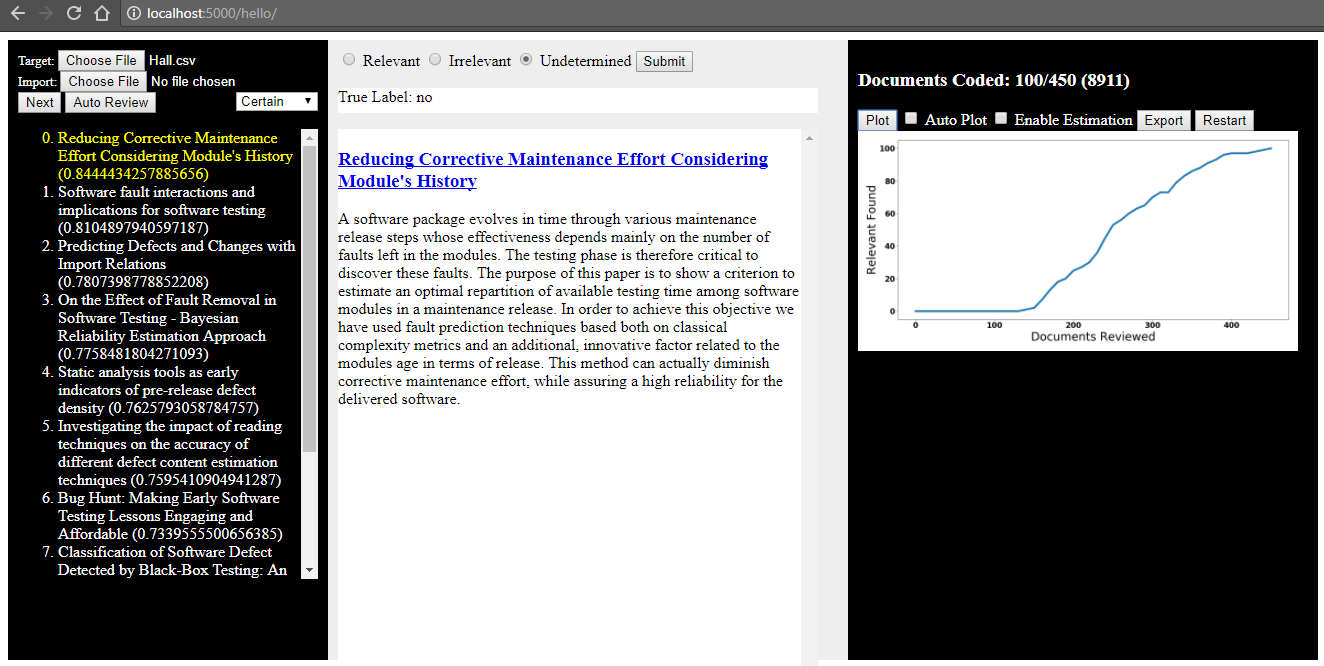 localhost:5000/hello/
Target: Choose File Hall.csv
Import: Choose File No file chosen
Next Auto Review Certain
0. Reducing Corrective Maintenance
Effort Considering Module's History
(0.8444434257885656)
1. Software fault interactions and
implications for software testing
(0.8104897940597187)
2. Predicting Defects and Changes with
Import Relations
(0.7807398778852208)
3. On the Effect of Fault Removal in
Software Testing - Bayesian
Reliability Estimation Approach
(0.7758481804271093)
4. Static analysis tools as early
indicators of pre-release defect
density (0.7625793058784757)
5. Investigating the impact of reading
techniques on the accuracy of
different defect content estimation
techniques (0.7595410904941287)
6. Bug Hunt: Making Early Software
Testing Lessons Engaging and
Affordable (0.7339555500656385)
7. Classification of Software Defect
Detected by Black-Box Testing: An
Relevant Irrelevant Undetermined Submit
True Label: no
Reducing Corrective Maintenance Effort Considering
Module's History
A software package evolves in time through various maintenance
release steps whose effectiveness depends mainly on the number of
faults left in the modules. The testing phase is therefore critical to
discover these faults. The purpose of this paper is to show a criterion to
estimate an optimal repartition of available testing time among software
modules in a maintenance release. In order to achieve this objective we
have used fault prediction techniques based both on classical
complexity metrics and an additional, innovative factor related to the
modules age in terms of release. This method can actually diminish
corrective maintenance effort, while assuring a high reliability for the
delivered software.
Documents Coded: 100/450 (8911)
Plot Auto Plot Enable Estimation Export Restart
Relevant Found
100
80
60
40
20
0
0 100 200 300 400
Documents Reviewed